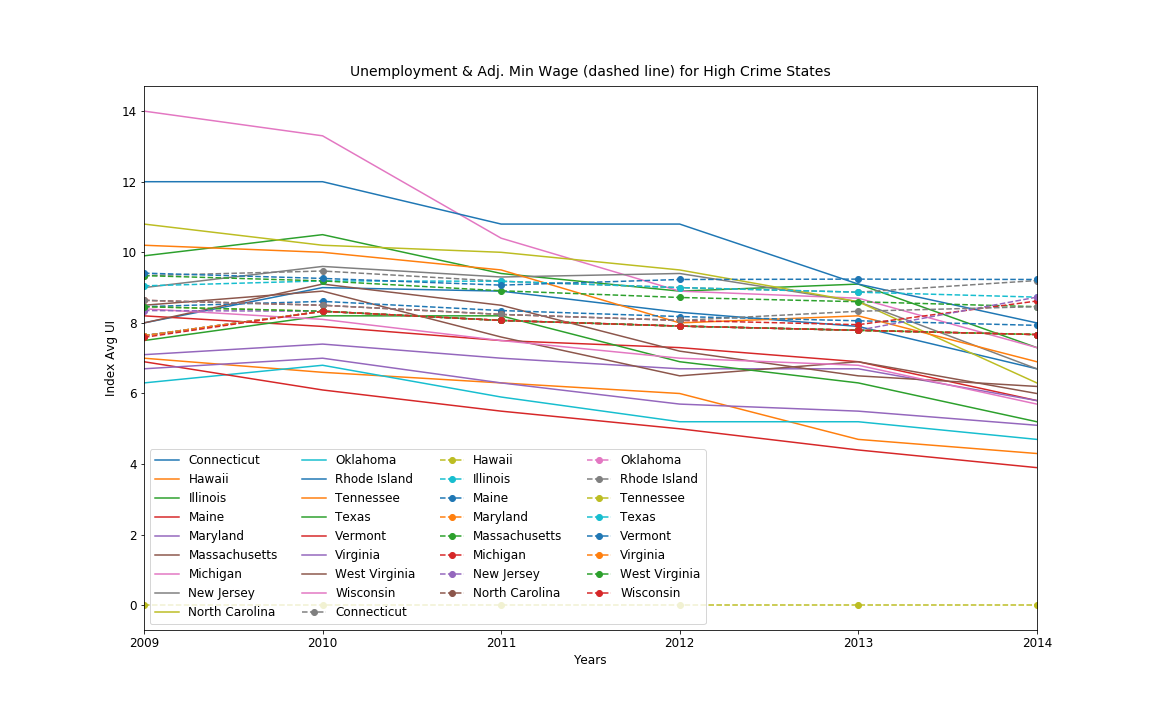 Unemployment & Adj. Min Wage (dashed line) for High Crime States
Index Avg UI
14
12
10
8
6
4
2
0
2009
2010
2011
2012
2013
2014
Years
Connecticut
Hawaii
Illinois
Maine
Maryland
Massachusetts
Michigan
New Jersey
North Carolina
Oklahoma
Rhode Island
Tennessee
Texas
Vermont
Virginia
West Virginia
Wisconsin
Connecticut
Hawaii
Illinois
Maine
Maryland
Massachusetts
Michigan
New Jersey
North Carolina
Oklahoma
Rhode Island
Tennessee
Texas
Vermont
Virginia
West Virginia
Wisconsin